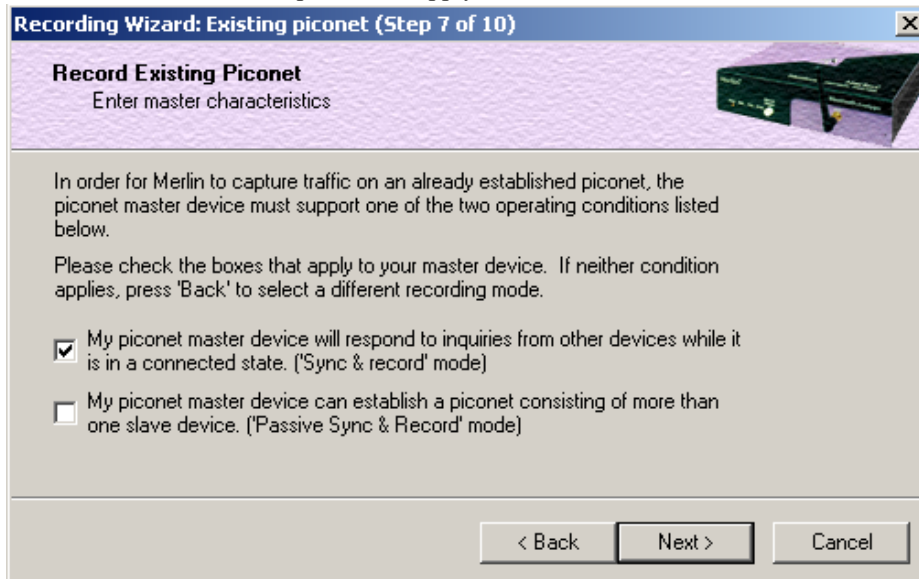 Recording Wizard: Existing piconet (Step 7 of 10)
Record Existing Piconet
Enter master characteristics
In order for Merlin to capture traffic on an already established piconet, the
piconet master device must support one of the two operating conditions listed
below.
Please check the boxes that apply to your master device.  If neither condition
applies, press 'Back' to select a different recording mode.
My piconet master device will respond to inquiries from other devices while it
is in a connected state. ('Sync & record' mode)
My piconet master device can establish a piconet consisting of more than
one slave device. ('Passive Sync & Record' mode)
< Back
Next >
Cancel